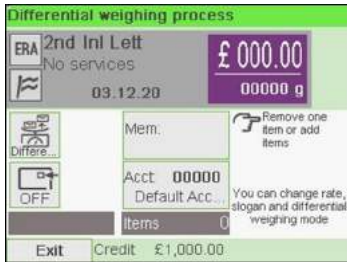 Differential weighing process
ERA 2nd Inl Lett
No services
£ 000.00
03.12.20
00000 g
Differe...
Mem:
Remove one
item or add
items
OFF
Acct 00000
Default Acc...
You can change rate,
slogan and differential
weighing mode
Items 0
Exit
Credit £1,000.00